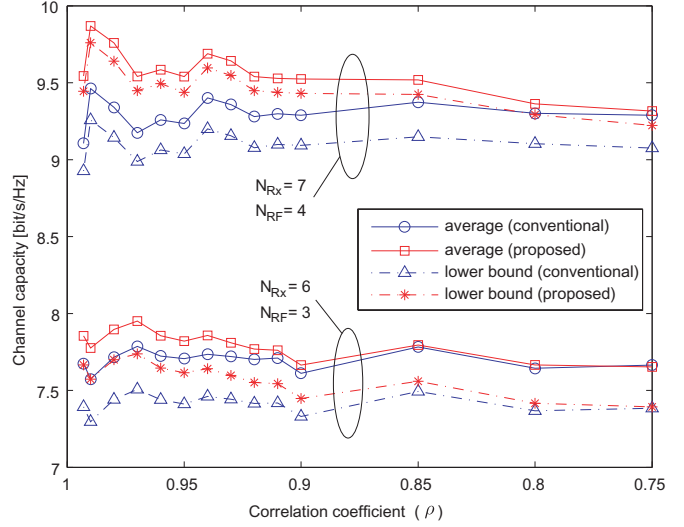 10
9.5
9
8.5
8
7.5
7
Channel capacity [bit/s/Hz]
N_Rx = 7
N_RF = 4
average (conventional)
average (proposed)
lower bound (conventional)
lower bound (proposed)
N_Rx = 6
N_RF = 3
1 0.95 0.9 0.85 0.8 0.75
Correlation coefficient ( ρ )